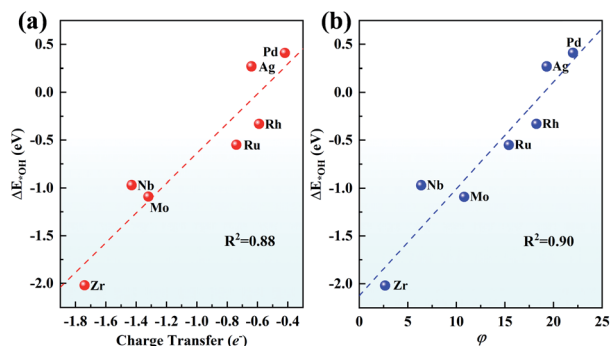 (a)
0.5
0.0
-0.5
-1.0
-1.5
-2.0
ΔE*OH (eV)
Pd
Ag
Rh
Ru
Nb
Mo
Zr
R²=0.88
-1.8 -1.6 -1.4 -1.2 -1.0 -0.8 -0.6 -0.4
Charge Transfer (e⁻)
(b)
0.5
0.0
-0.5
-1.0
-1.5
-2.0
ΔE*OH (eV)
Pd
Ag
Rh
Ru
Nb
Mo
Zr
R²=0.90
0 5 10 15 20 25
φ